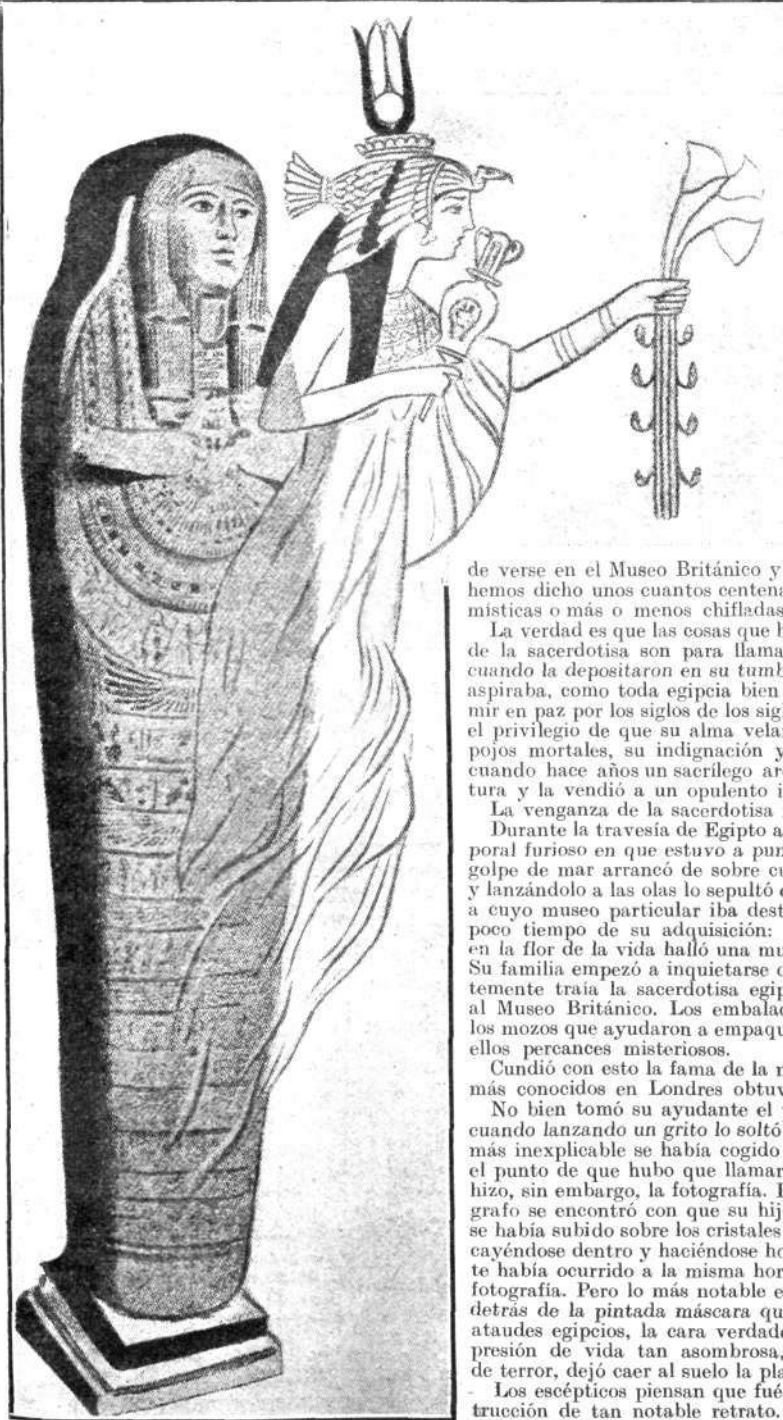 de verse en el Museo Británico y
hemos dicho unos cuantos centena
místicas o más o menos chifladas
La verdad es que las cosas que h
de la sacerdotisa son para llama
cuando la depositaron en su tumb
aspiraba, como toda egipcia bien
mir en paz por los siglos de los sigl
el privilegio de que su alma vela
pojos mortales, su indignación y
cuando hace años un sacrílego ar
tura y la vendió a un opulento i
La venganza de la sacerdotisa
Durante la travesía de Egipto a
poral furioso en que estuvo a pun
golpe de mar arrancó de sobre cu
y lanzándolo a las olas lo sepultó
a cuyo museo particular iba dest
poco tiempo de su adquisición:
en la flor de la vida halló una mu
Su familia empezó a inquietarse
temente traía la sacerdotisa egip
al Museo Británico. Los embalad
los mozos que ayudaron a empaqu
ellos percances misteriosos.
Cundió con esto la fama de la
más conocidos en Londres obtuv
No bien tomó su ayudante el
cuando lanzando un grito lo soltó
más inexplicable se había cogido
el punto de que hubo que llamar
hizo, sin embargo, la fotografía.
grafo se encontró con que su hij
se había subido sobre los cristales
cayéndose dentro y haciéndose ho
te había ocurrido a la misma hor
fotografía. Pero lo más notable e
detrás de la pintada máscara qu
ataudes egipcios, la cara verdade
presión de vida tan asombrosa,
de terror, dejó caer al suelo la pla
Los escépticos piensan que fué
trucción de tan notable retrato.